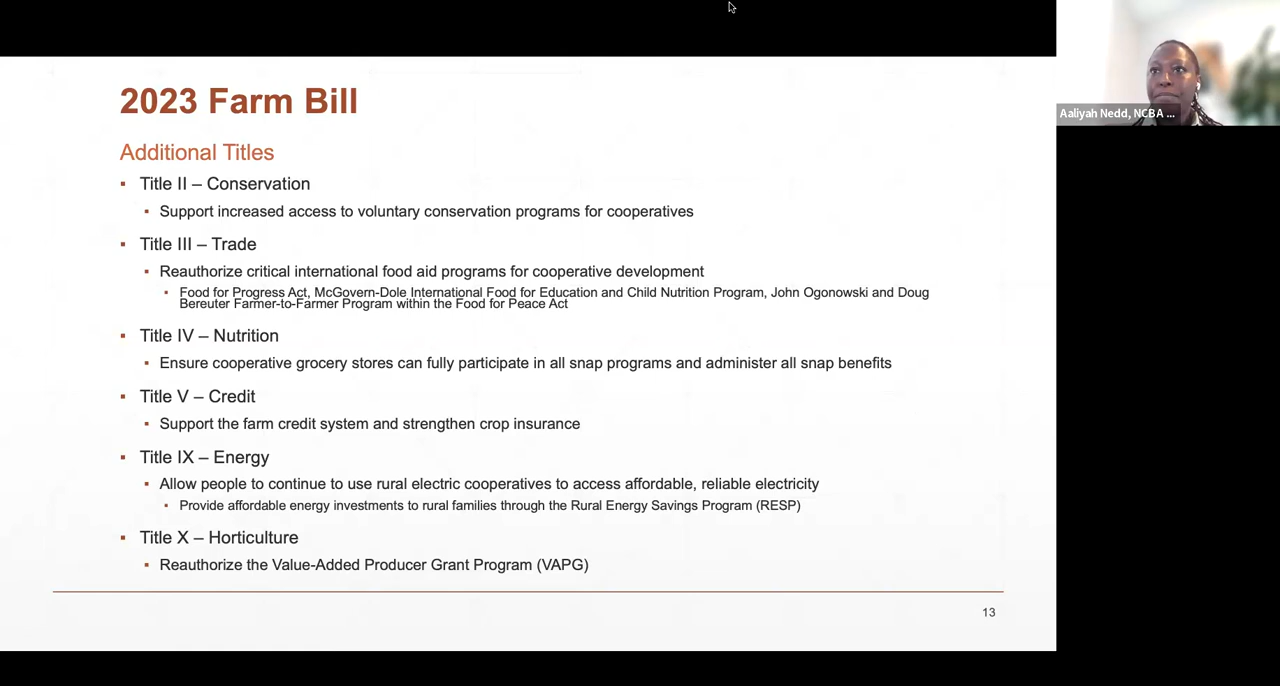 2023 Farm Bill
Additional Titles
▪ Title II – Conservation
▪ Support increased access to voluntary conservation programs for cooperatives
▪ Title III – Trade
▪ Reauthorize critical international food aid programs for cooperative development
▪ Food for Progress Act, McGovern-Dole International Food for Education and Child Nutrition Program, John Ogonowski and Doug
Bereuter Farmer-to-Farmer Program within the Food for Peace Act
▪ Title IV – Nutrition
▪ Ensure cooperative grocery stores can fully participate in all snap programs and administer all snap benefits
▪ Title V – Credit
▪ Support the farm credit system and strengthen crop insurance
▪ Title IX – Energy
▪ Allow people to continue to use rural electric cooperatives to access affordable, reliable electricity
▪ Provide affordable energy investments to rural families through the Rural Energy Savings Program (RESP)
▪ Title X – Horticulture
▪ Reauthorize the Value-Added Producer Grant Program (VAPG)
13
Aaliyah Nedd, NCBA ...